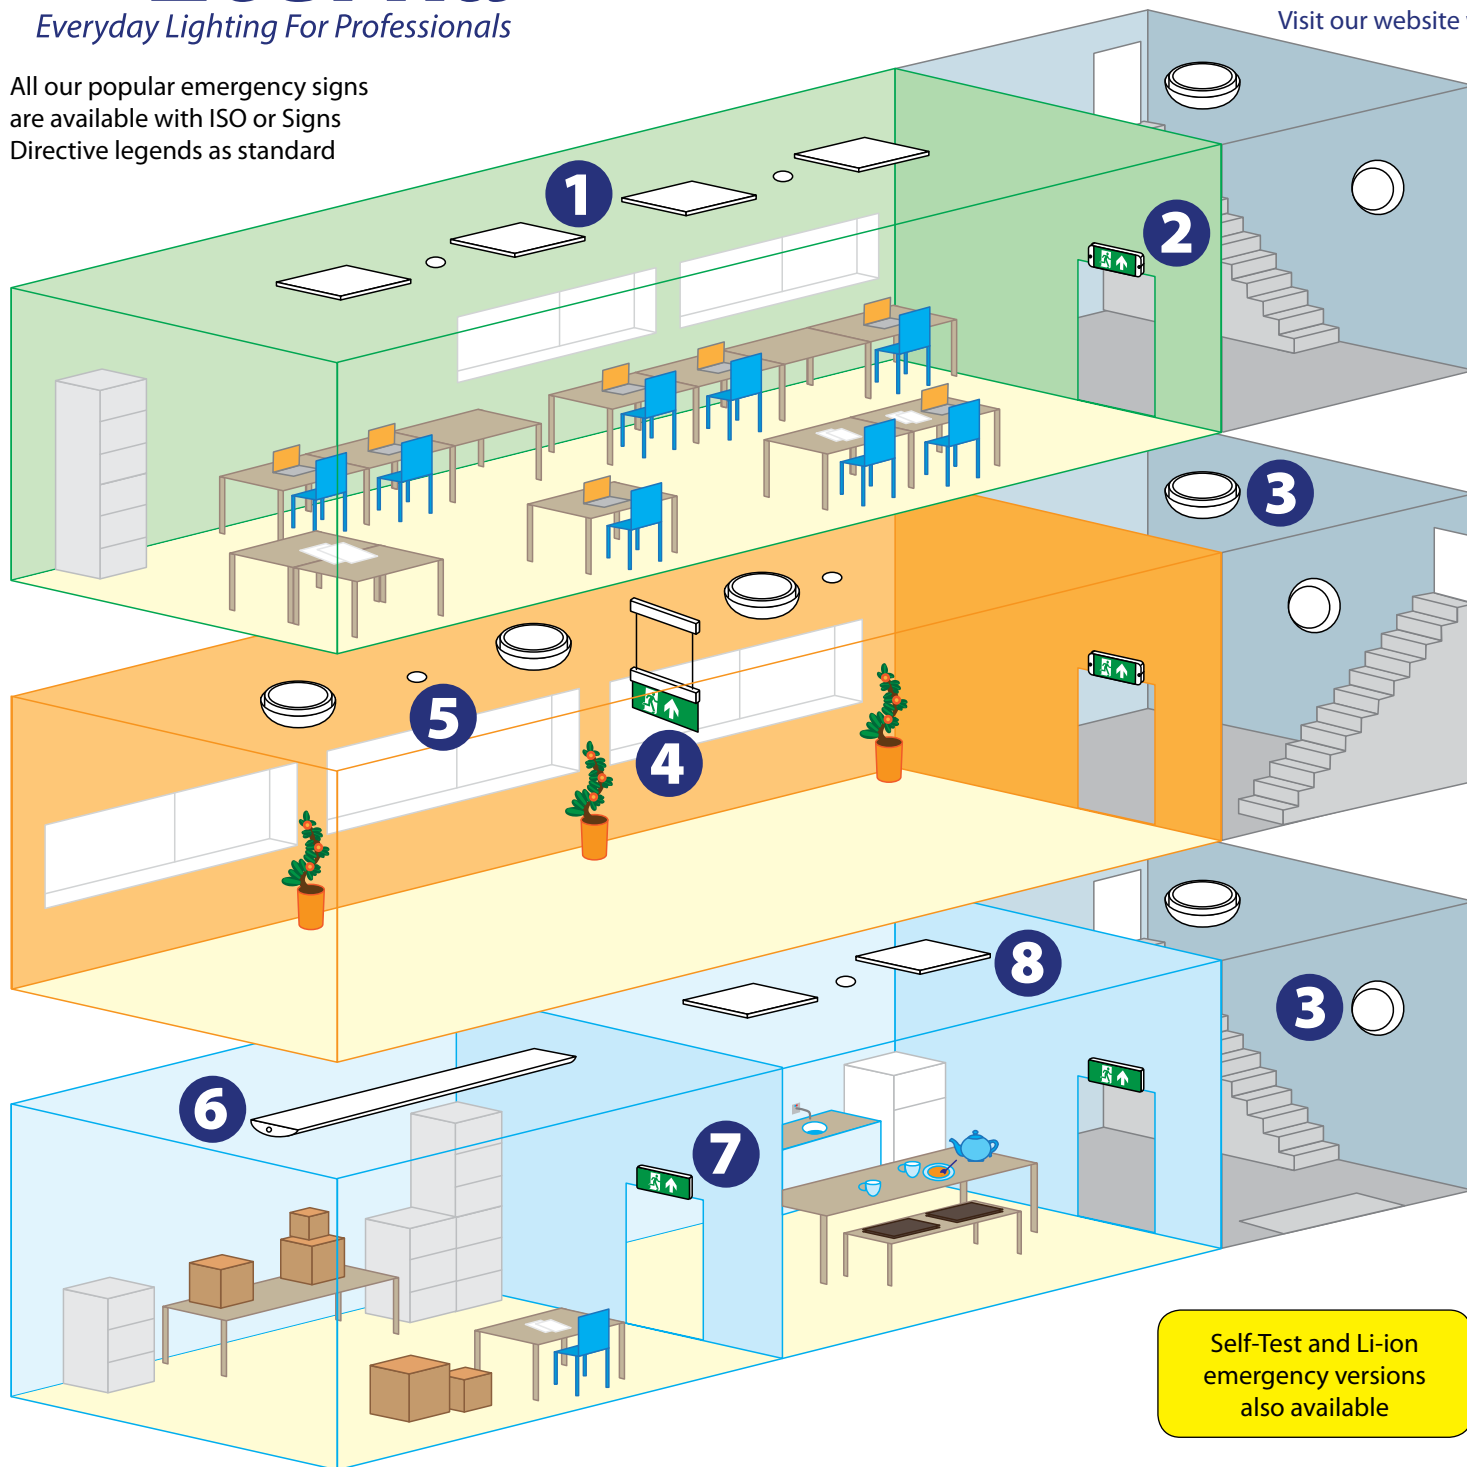 Everyday Lighting For Professionals
Visit our website
All our popular emergency signs
are available with ISO or Signs
Directive legends as standard
1
2
3
5
4
8
3
6
7
Self-Test and Li-ion
emergency versions
also available